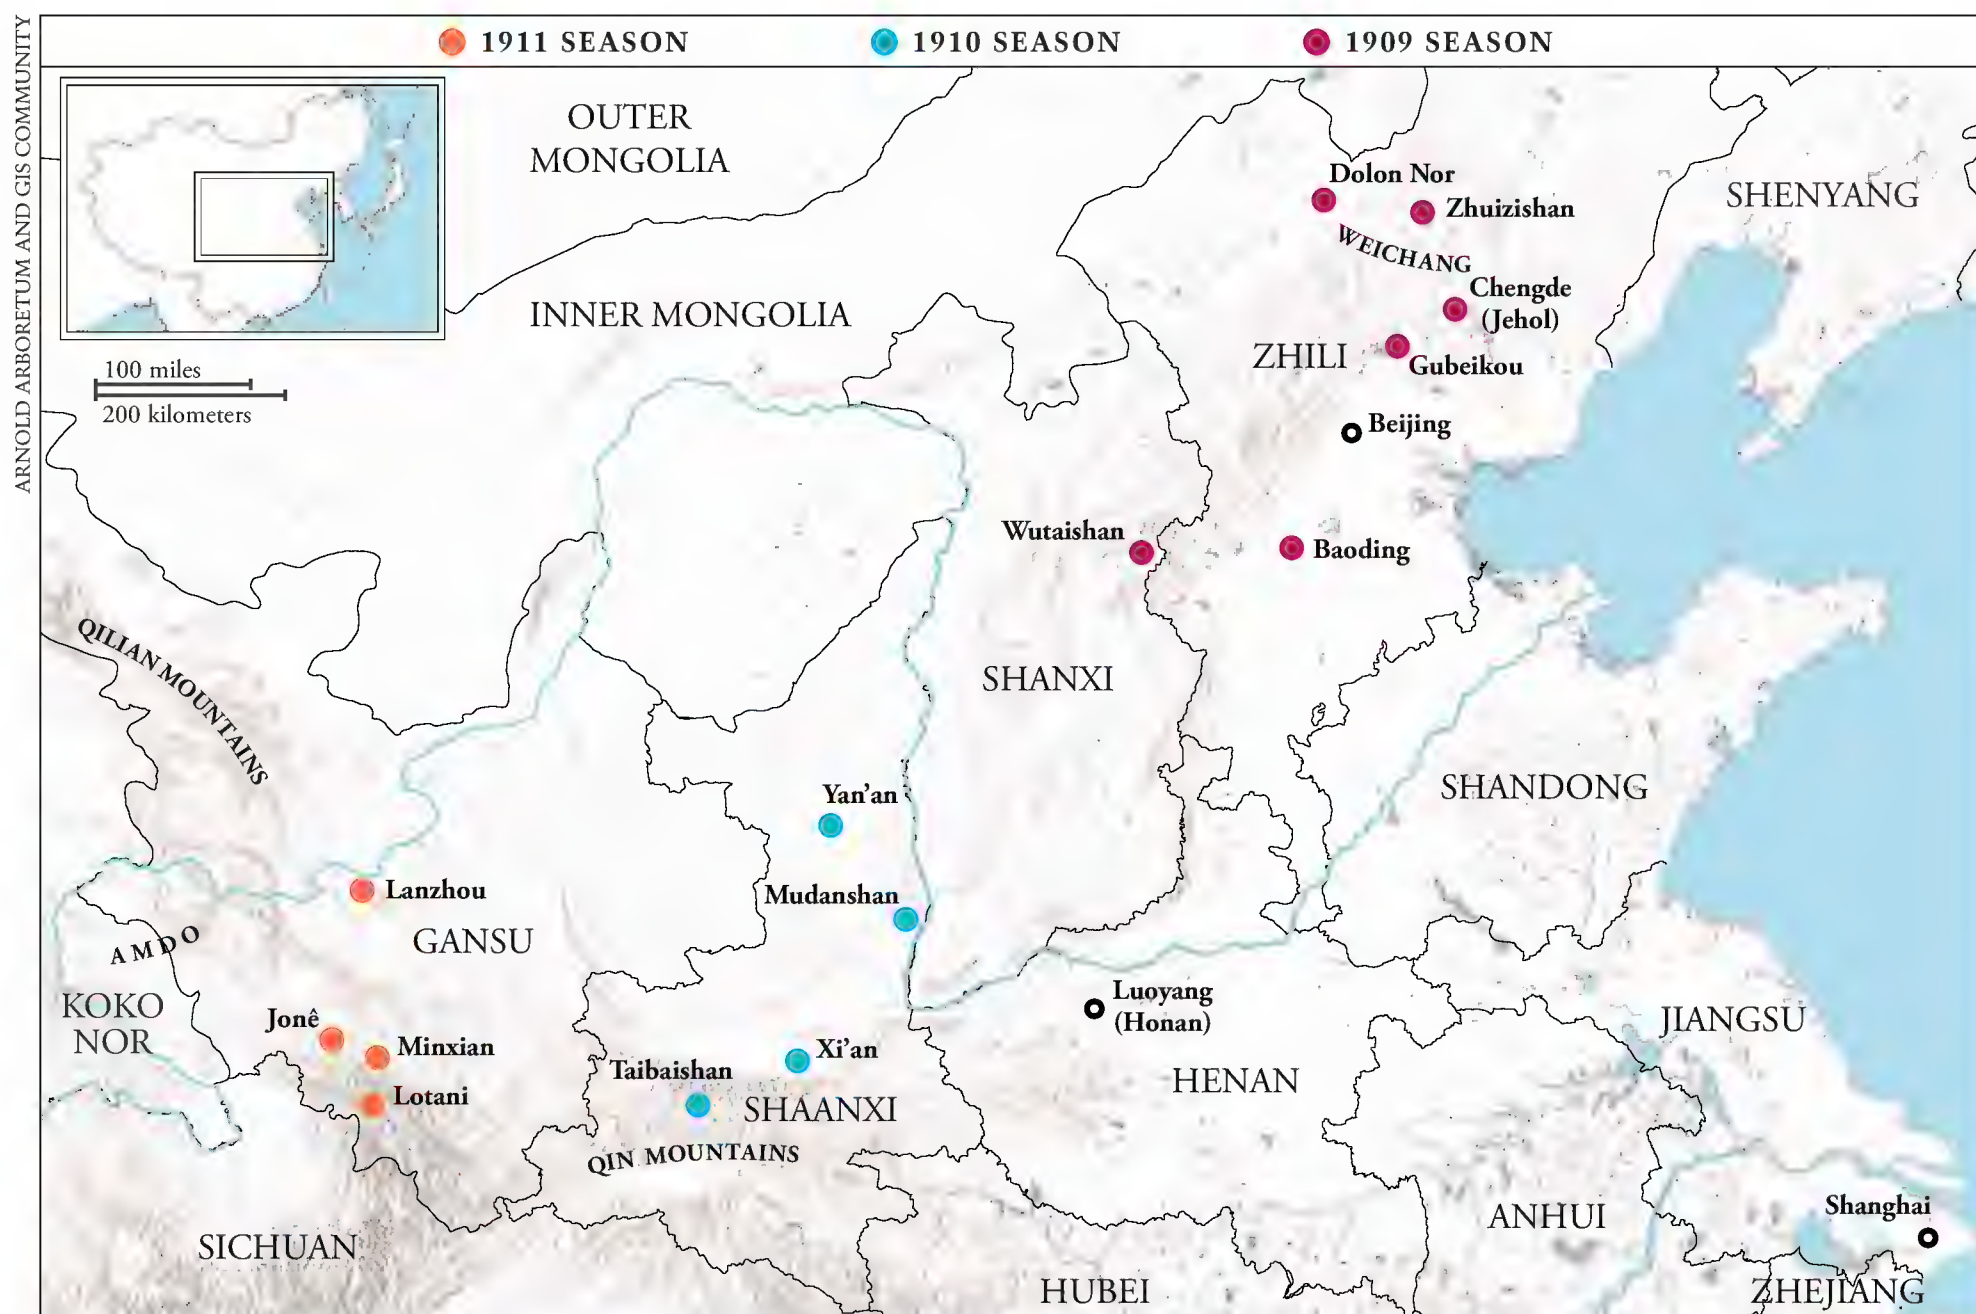 ARNOLD ARBORETUM AND GIS COMMUNITY
1911 SEASON
1910 SEASON
1909 SEASON
OUTER
MONGOLIA
Dolon Nor
Zhuizishan
SHENYANG
WEICHANG
Chengde
(Jehol)
INNER MONGOLIA
ZHILI
Gubeikou
100 miles
200 kilometers
Beijing
Wutaishan
Baoding
QILIAN MOUNTAINS
SHANXI
SHANDONG
Yan’an
Mudanshan
Lanzhou
GANSU
AMDO
KOKO
NOR
Jonê
Minxian
Lotani
Luoyang
(Honan)
JIANGSU
Xi’an
Taibaishan
HENAN
SHAANXI
QIN MOUNTAINS
SICHUAN
ANHUI
Shanghai
HUBEI
ZHEJIANG